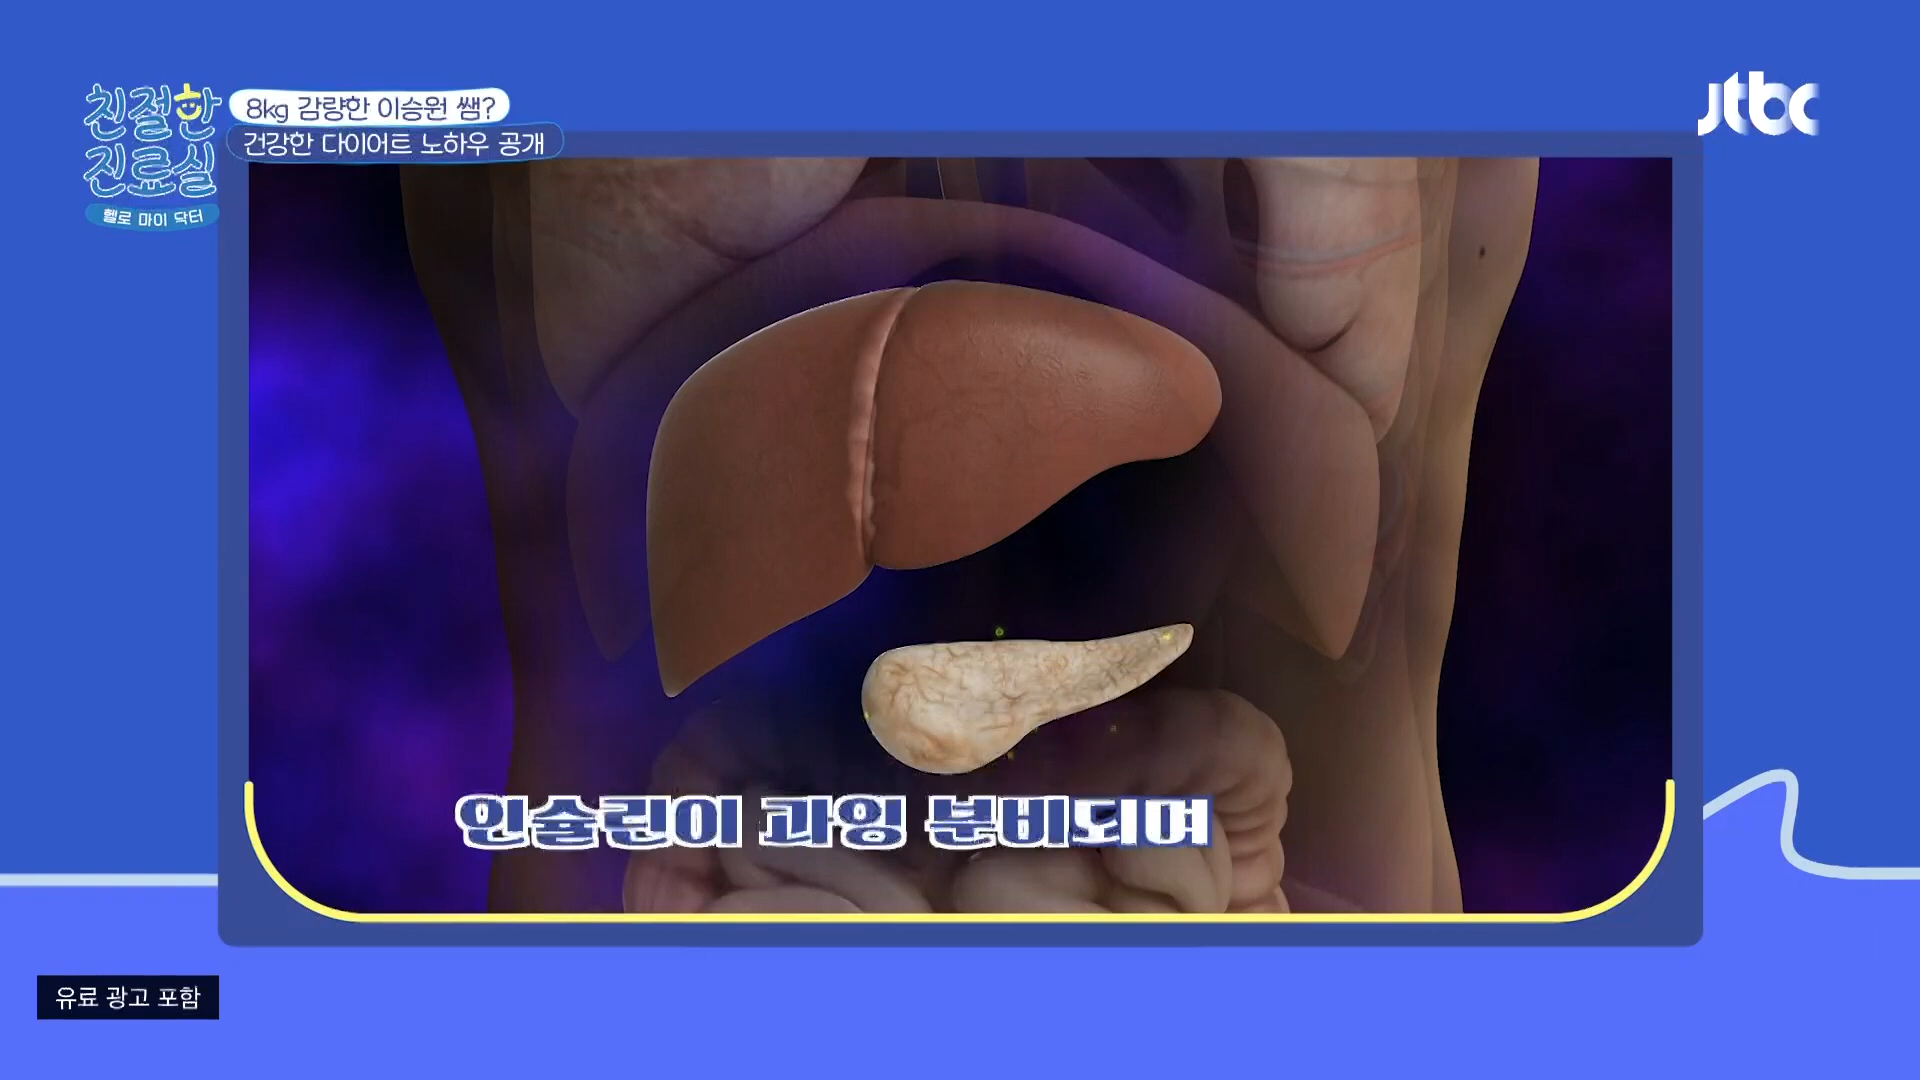 친절한
진료실
헬로 마이 닥터
8kg 감량한 이승원 쌤?
건강한 다이어트 노하우 공개
jtbc
인슐린이 과잉 분비되며
유료 광고 포함